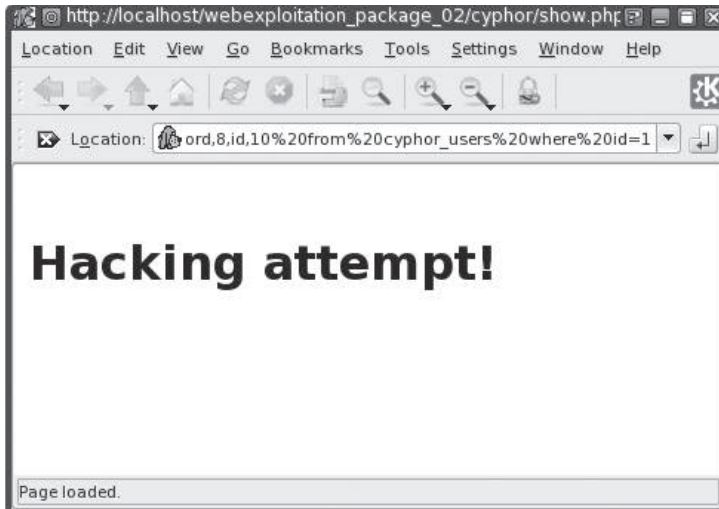 http://localhost/webexploitation_package_02/cyphor/show.php
Location Edit View Go Bookmarks Tools Settings Window Help
Location: ord,8,id,10%20from%20cyphor_users%20where%20id=1
Hacking attempt!
Page loaded.